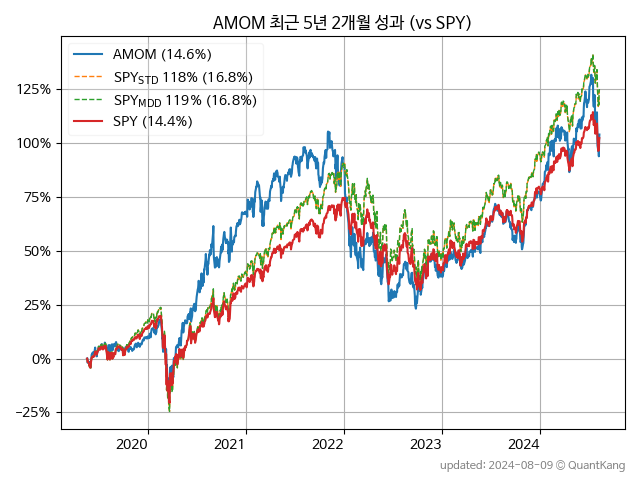 AMOM 최근 5년 2개월 성과 (vs SPY)
AMOM (14.6%)
SPY_STD 118% (16.8%)
SPY_MDD 119% (16.8%)
SPY (14.4%)
125%
100%
75%
50%
25%
0%
−25%
2020 2021 2022 2023 2024
updated: 2024-08-09 © QuantKang